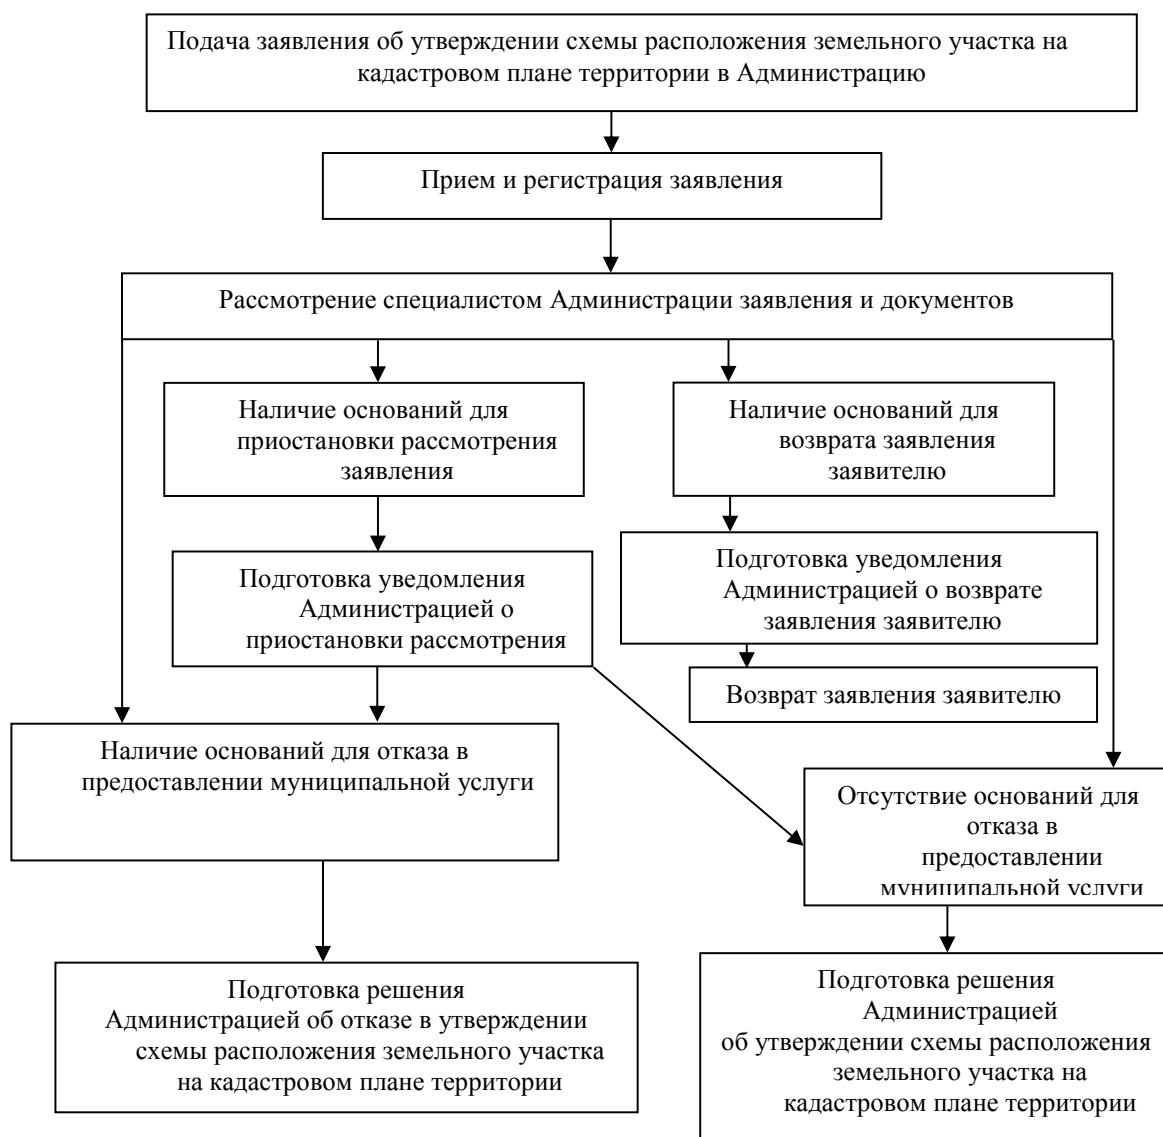 Подача заявления об утверждении схемы расположения земельного участка на
кадастровом плане территории в Администрацию
Прием и регистрация заявления
Рассмотрение специалистом Администрации заявления и документов
Наличие оснований для
приостановки рассмотрения
заявления
Наличие оснований для
возврата заявления
заявителю
Подготовка уведомления
Администрацией о
приостановки рассмотрения
Подготовка уведомления
Администрацией о возврате
заявления заявителю
Возврат заявления заявителю
Наличие оснований для отказа в
предоставлении муниципальной услуги
Отсутствие оснований для
отказа в
предоставлении
муниципальной услуги
Подготовка решения
Администрацией об отказе в утверждении
схемы расположения земельного участка
на кадастровом плане территории
Подготовка решения
Администрацией
об утверждении схемы расположения
земельного участка на
кадастровом плане территории